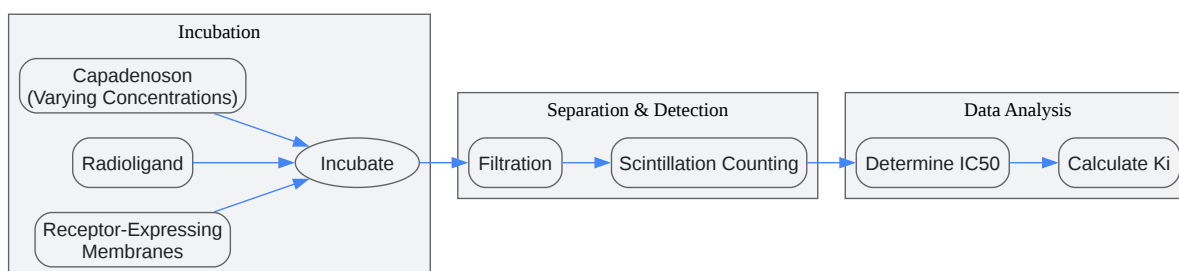 Incubation
Capadenoson
(Varying Concentrations)
Radioligand
Receptor-Expressing
Membranes
Incubate
Separation & Detection
Filtration
Scintillation Counting
Data Analysis
Determine IC50
Calculate Ki